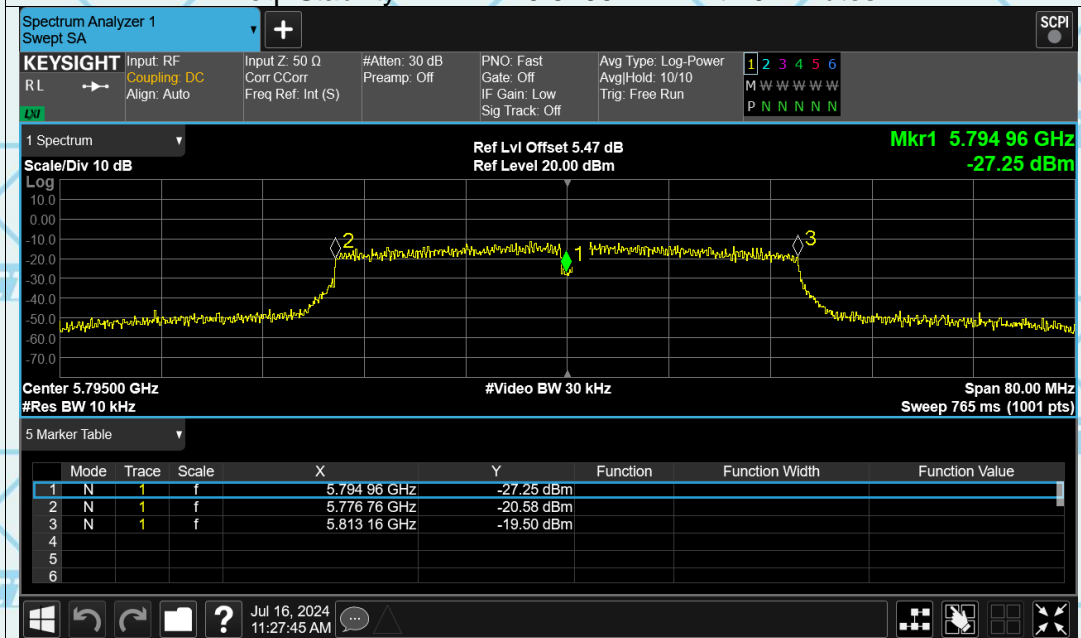 Spectrum Analyzer 1
Swept SA
+
SCPI
KEYSIGHT Input: RF Input Z: 50 Ω #Atten: 30 dB PNO: Fast Avg Type: Log-Power 1 2 3 4 5 6
R L Coupling: DC Corr CCorr Preamp: Off Gate: Off Avg|Hold: 10/10 M W W W W W W
Align: Auto Freq Ref: Int (S) IF Gain: Low Trig: Free Run
LXI Sig Track: Off P N N N N N
1 Spectrum Ref Lvl Offset 5.47 dB Mkr1 5.794 96 GHz
Scale/Div 10 dB Ref Level 20.00 dBm -27.25 dBm
Log
10.0
0.00
-10.0
-20.0
-30.0
-40.0
-50.0
-60.0
-70.0
2
1
3
Center 5.79500 GHz #Video BW 30 kHz Span 80.00 MHz
#Res BW 10 kHz Sweep 765 ms (1001 pts)
5 Marker Table
Mode Trace Scale X Y Function Function Width Function Value
1 N 1 f 5.794 96 GHz -27.25 dBm
2 N 1 f 5.776 76 GHz -20.58 dBm
3 N 1 f 5.813 16 GHz -19.50 dBm
4
5
6
? Jul 16, 2024
11:27:45 AM